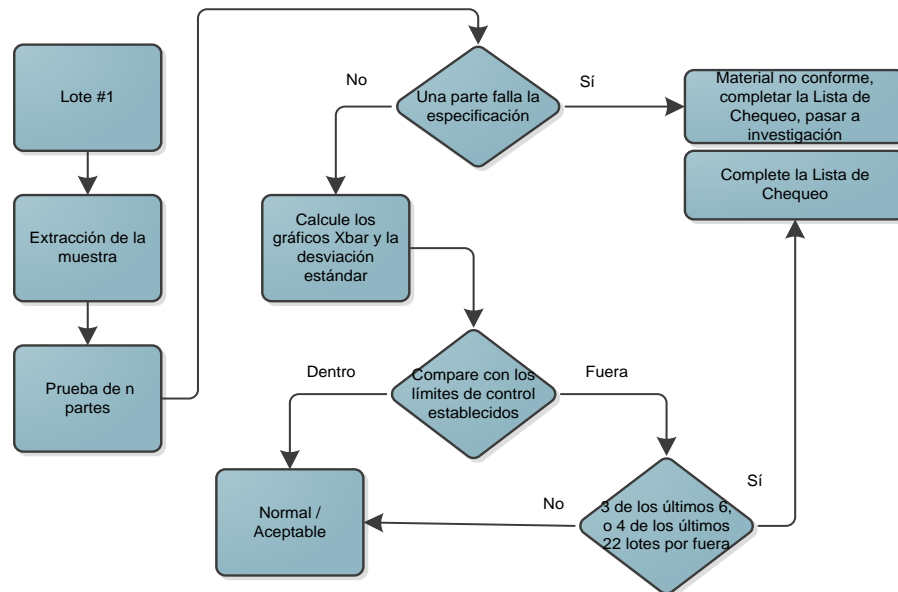 Lote #1
Extracción de la
muestra
Prueba de n
partes
No
Una parte falla la
especificación
Sí
Material no conforme,
completar la Lista de
Chequeo, pasar a
investigación
Complete la Lista de
Chequeo
Calcule los
gráficos Xbar y la
desviación
estándar
Dentro
Compare con los
límites de control
establecidos
Fuera
Normal /
Aceptable
No
3 de los últimos 6,
o 4 de los últimos
22 lotes por fuera
Sí